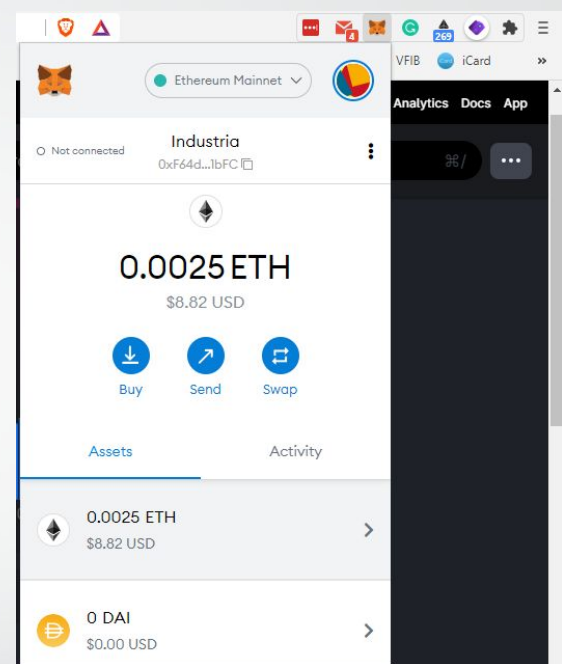 4
269
VFIB
iCard
»
Ethereum Mainnet
Analytics Docs App
Not connected
Industria
0xF64d...1bFC
⌘/
0.0025 ETH
$8.82 USD
Buy Send Swap
Assets Activity
0.0025 ETH
$8.82 USD
0 DAI
$0.00 USD